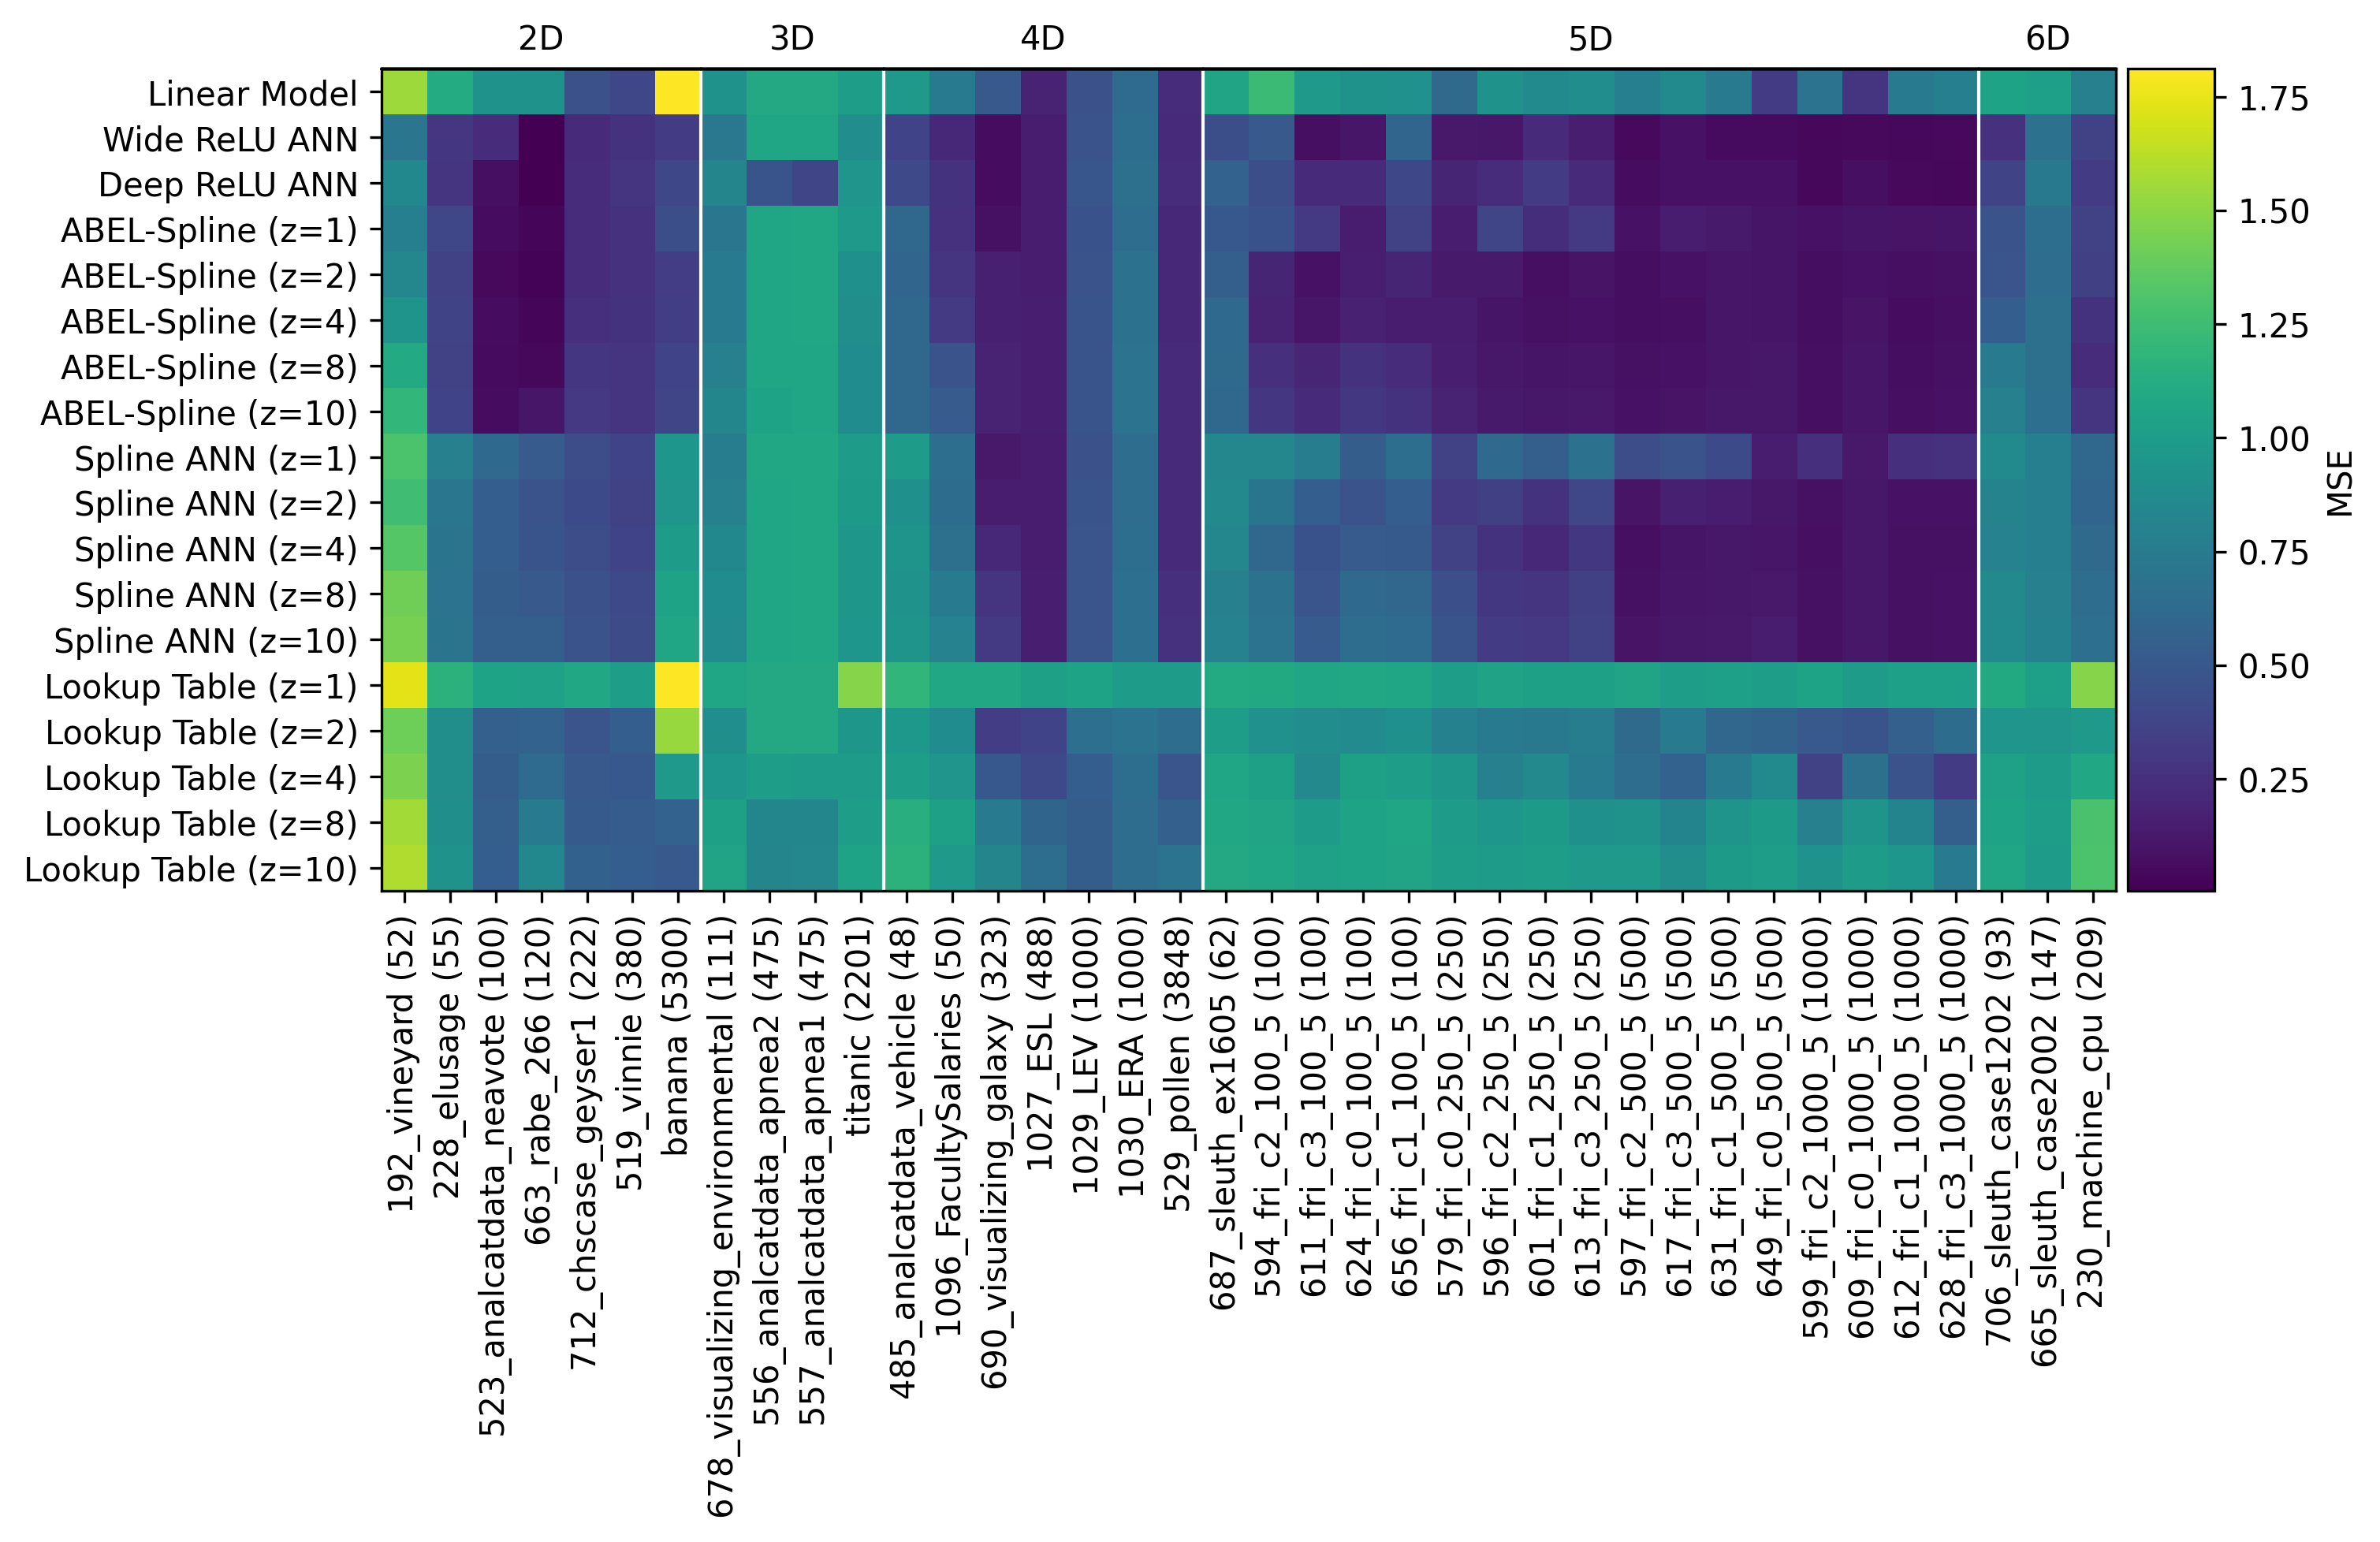 2D 3D 4D 5D 6D
Linear Model
Wide ReLU ANN
Deep ReLU ANN
ABEL-Spline (z=1)
ABEL-Spline (z=2)
ABEL-Spline (z=4)
ABEL-Spline (z=8)
ABEL-Spline (z=10)
Spline ANN (z=1)
Spline ANN (z=2)
Spline ANN (z=4)
Spline ANN (z=8)
Spline ANN (z=10)
Lookup Table (z=1)
Lookup Table (z=2)
Lookup Table (z=4)
Lookup Table (z=8)
Lookup Table (z=10)
192_vineyard (52)
228_elusage (55)
523_analcatdata_neavote (100)
663_rabe_266 (120)
712_chscase_geyser1 (222)
519_vinnie (380)
banana (5300)
678_visualizing_environmental (111)
556_analcatdata_apnea2 (475)
557_analcatdata_apnea1 (475)
titanic (2201)
485_analcatdata_vehicle (48)
1096_FacultySalaries (50)
690_visualizing_galaxy (323)
1027_ESL (488)
1029_LEV (1000)
1030_ERA (1000)
529_pollen (3848)
687_sleuth_ex1605 (62)
594_fri_c2_100_5 (100)
611_fri_c3_100_5 (100)
624_fri_c0_100_5 (100)
656_fri_c1_100_5 (100)
579_fri_c0_250_5 (250)
596_fri_c2_250_5 (250)
601_fri_c1_250_5 (250)
613_fri_c3_250_5 (250)
597_fri_c2_500_5 (500)
617_fri_c3_500_5 (500)
631_fri_c1_500_5 (500)
649_fri_c0_500_5 (500)
599_fri_c2_1000_5 (1000)
609_fri_c0_1000_5 (1000)
612_fri_c1_1000_5 (1000)
628_fri_c3_1000_5 (1000)
706_sleuth_case1202 (93)
665_sleuth_case2002 (147)
230_machine_cpu (209)
1.75
1.50
1.25
1.00
0.75
0.50
0.25
MSE